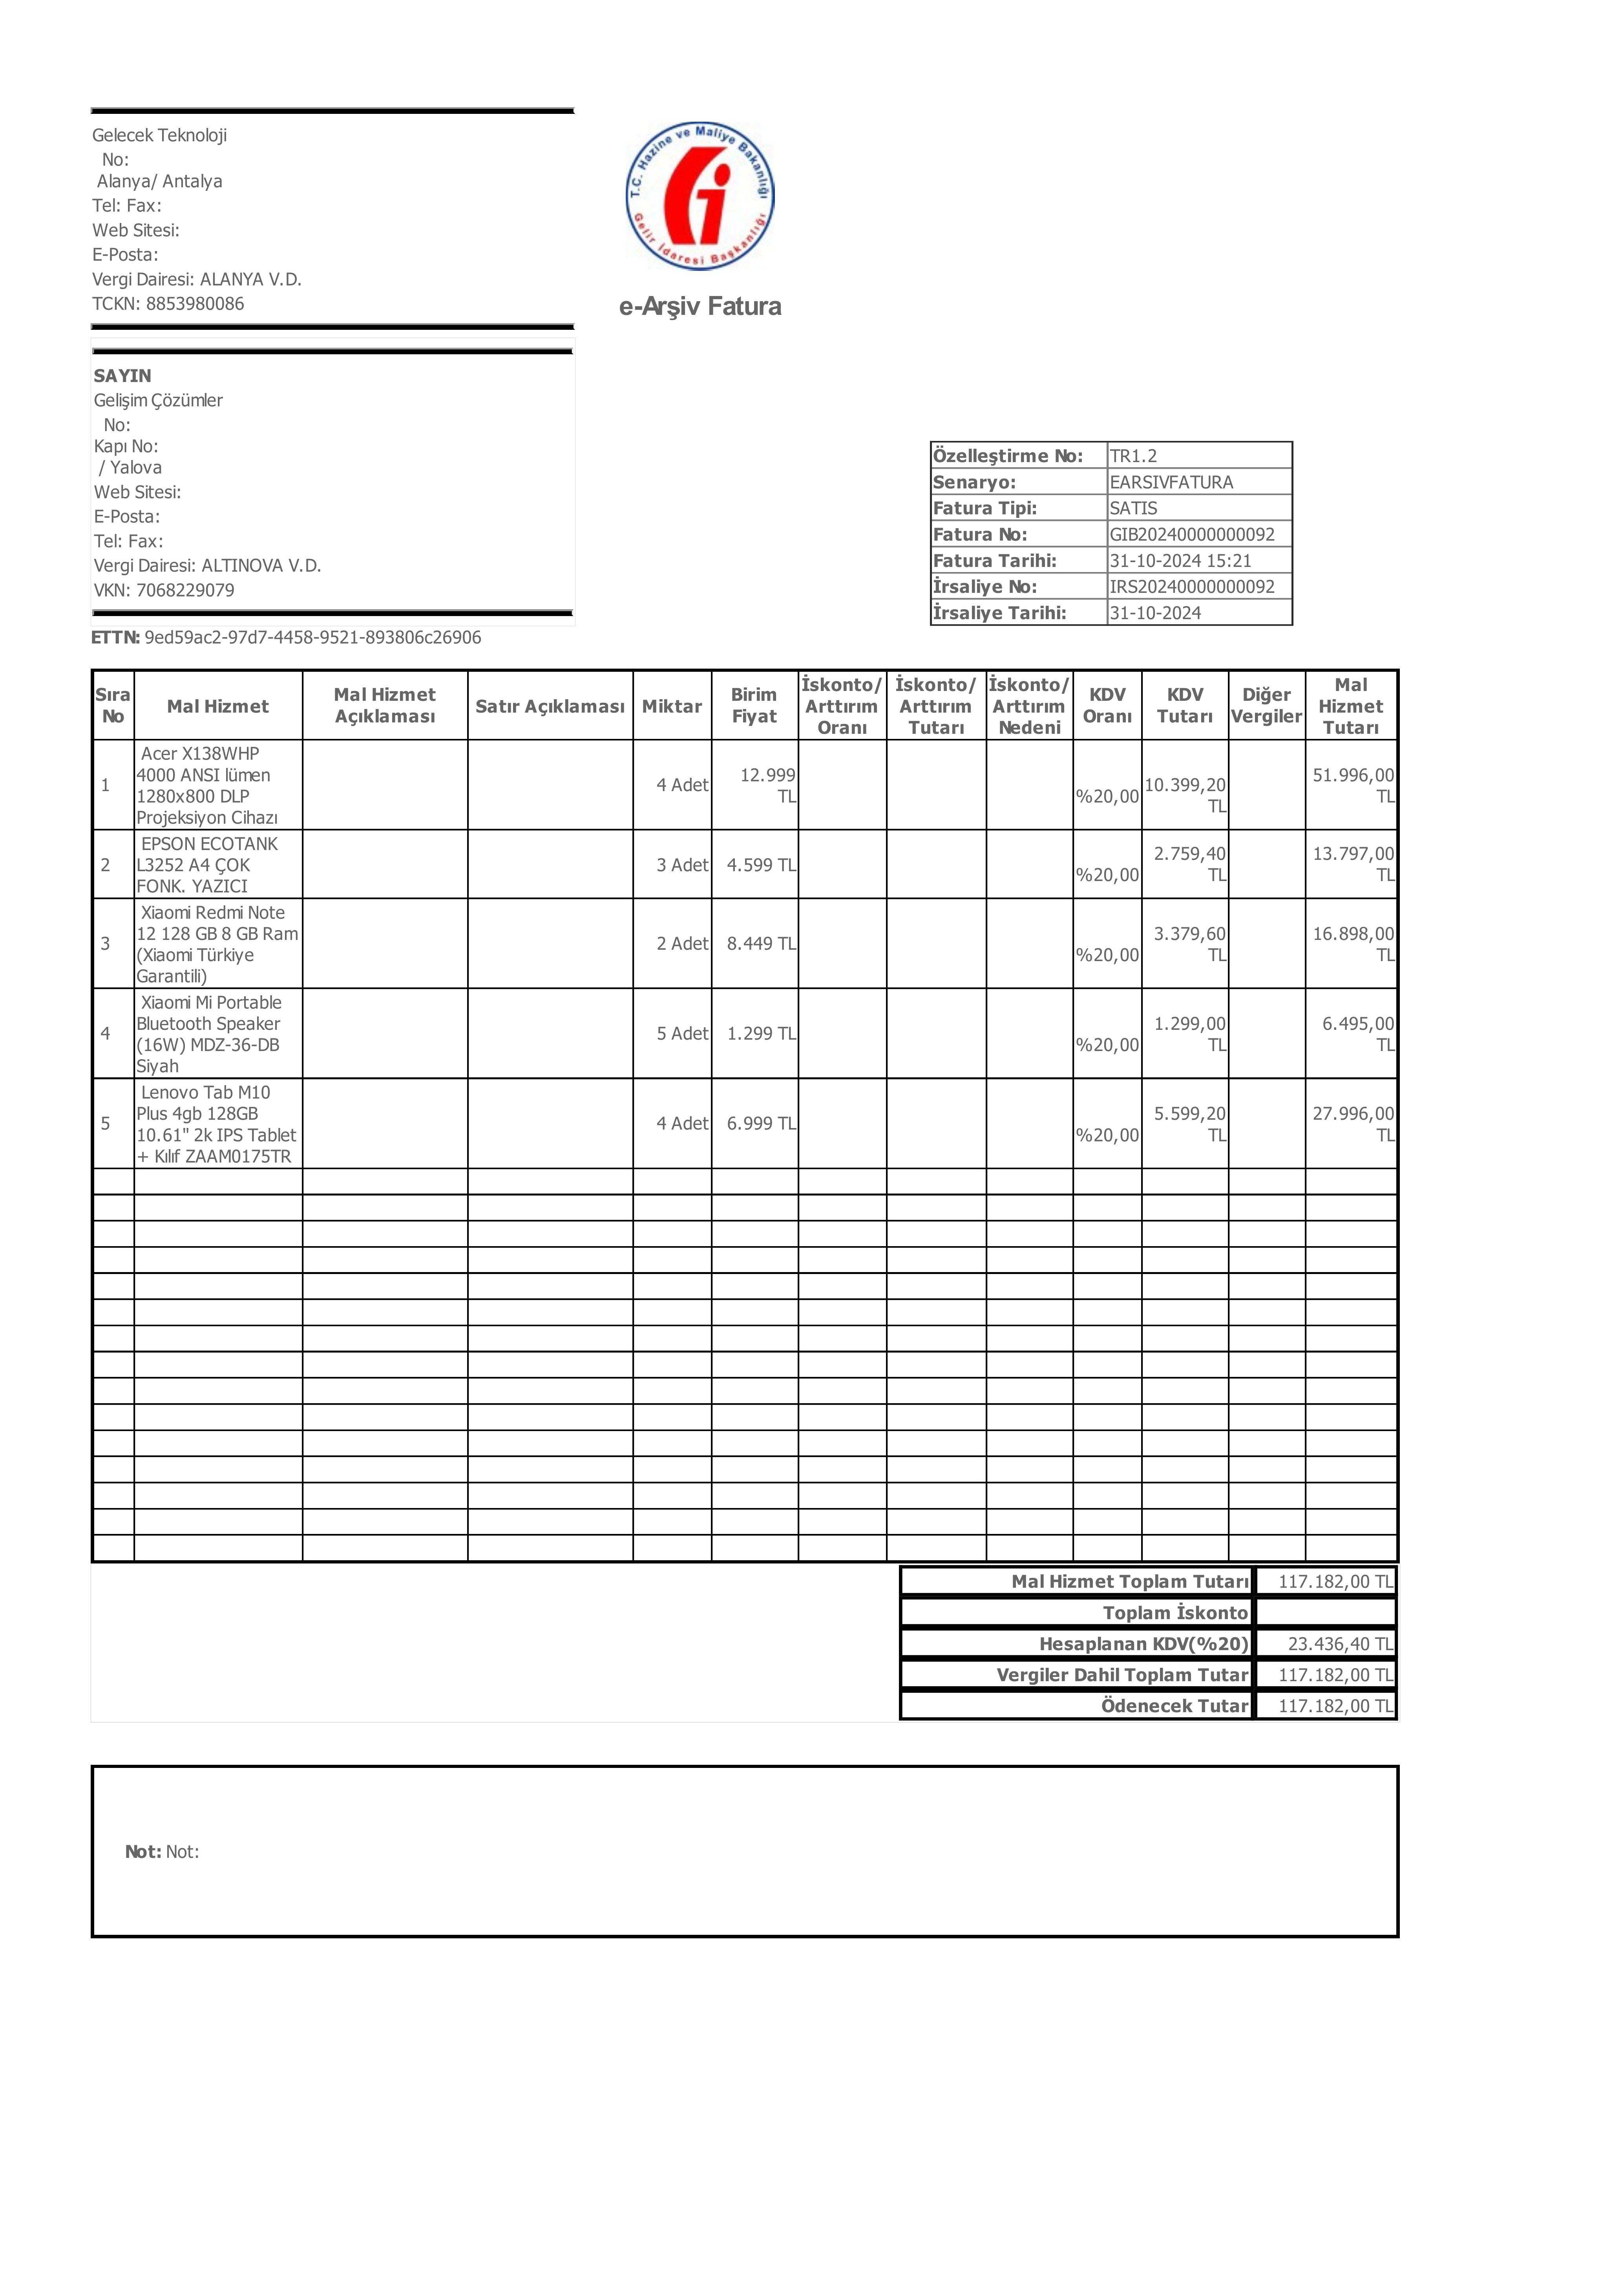 Gelecek Teknoloji
No:
Alanya/ Antalya
Tel: Fax:
Web Sitesi:
E-Posta:
Vergi Dairesi: ALANYA V.D.
TCKN: 8853980086
T.C. Hazine ve Maliye Bakanlığı
Gelir İdaresi Başkanlığı
e-Arşiv Fatura
SAYIN
Gelişim Çözümler
No:
Kapı No:
/ Yalova
Web Sitesi:
E-Posta:
Tel: Fax:
Vergi Dairesi: ALTINOVA V.D.
VKN: 7068229079
ETTN: 9ed59ac2-97d7-4458-9521-893806c26906
Özelleştirme No: TR1.2
Senaryo: EARSIVFATURA
Fatura Tipi: SATIS
Fatura No: GIB20240000000092
Fatura Tarihi: 31-10-2024 15:21
İrsaliye No: IRS20240000000092
İrsaliye Tarihi: 31-10-2024
Sıra No Mal Hizmet Mal Hizmet Açıklaması Satır Açıklaması Miktar Birim Fiyat İskonto/ Arttırım Oranı İskonto/ Arttırım Tutarı İskonto/ Arttırım Nedeni KDV Oranı KDV Tutarı Diğer Vergiler Mal Hizmet Tutarı
1 Acer X138WHP 4000 ANSI lümen 1280x800 DLP Projeksiyon Cihazı 4 Adet 12.999 TL %20,00 10.399,20 TL 51.996,00 TL
2 EPSON ECOTANK L3252 A4 ÇOK FONK. YAZICI 3 Adet 4.599 TL %20,00 2.759,40 TL 13.797,00 TL
3 Xiaomi Redmi Note 12 128 GB 8 GB Ram (Xiaomi Türkiye Garantili) 2 Adet 8.449 TL %20,00 3.379,60 TL 16.898,00 TL
4 Xiaomi Mi Portable Bluetooth Speaker (16W) MDZ-36-DB Siyah 5 Adet 1.299 TL %20,00 1.299,00 TL 6.495,00 TL
5 Lenovo Tab M10 Plus 4gb 128GB 10.61" 2k IPS Tablet + Kılıf ZAAM0175TR 4 Adet 6.999 TL %20,00 5.599,20 TL 27.996,00 TL
Mal Hizmet Toplam Tutarı 117.182,00 TL
Toplam İskonto
Hesaplanan KDV(%20) 23.436,40 TL
Vergiler Dahil Toplam Tutar 117.182,00 TL
Ödenecek Tutar 117.182,00 TL
Not: Not: